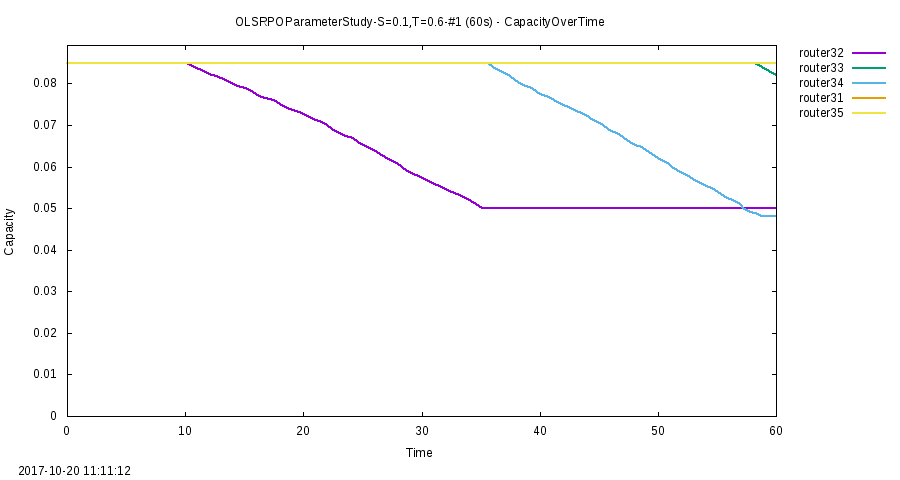 OLSRPOParameterStudy-S=0.1,T=0.6-#1 (60s) - CapacityOverTime
router32
router33
router34
router31
router35
0.08
0.07
0.06
0.05
0.04
0.03
0.02
0.01
0
Capacity
0 10 20 30 40 50 60
Time
2017-10-20 11:11:12